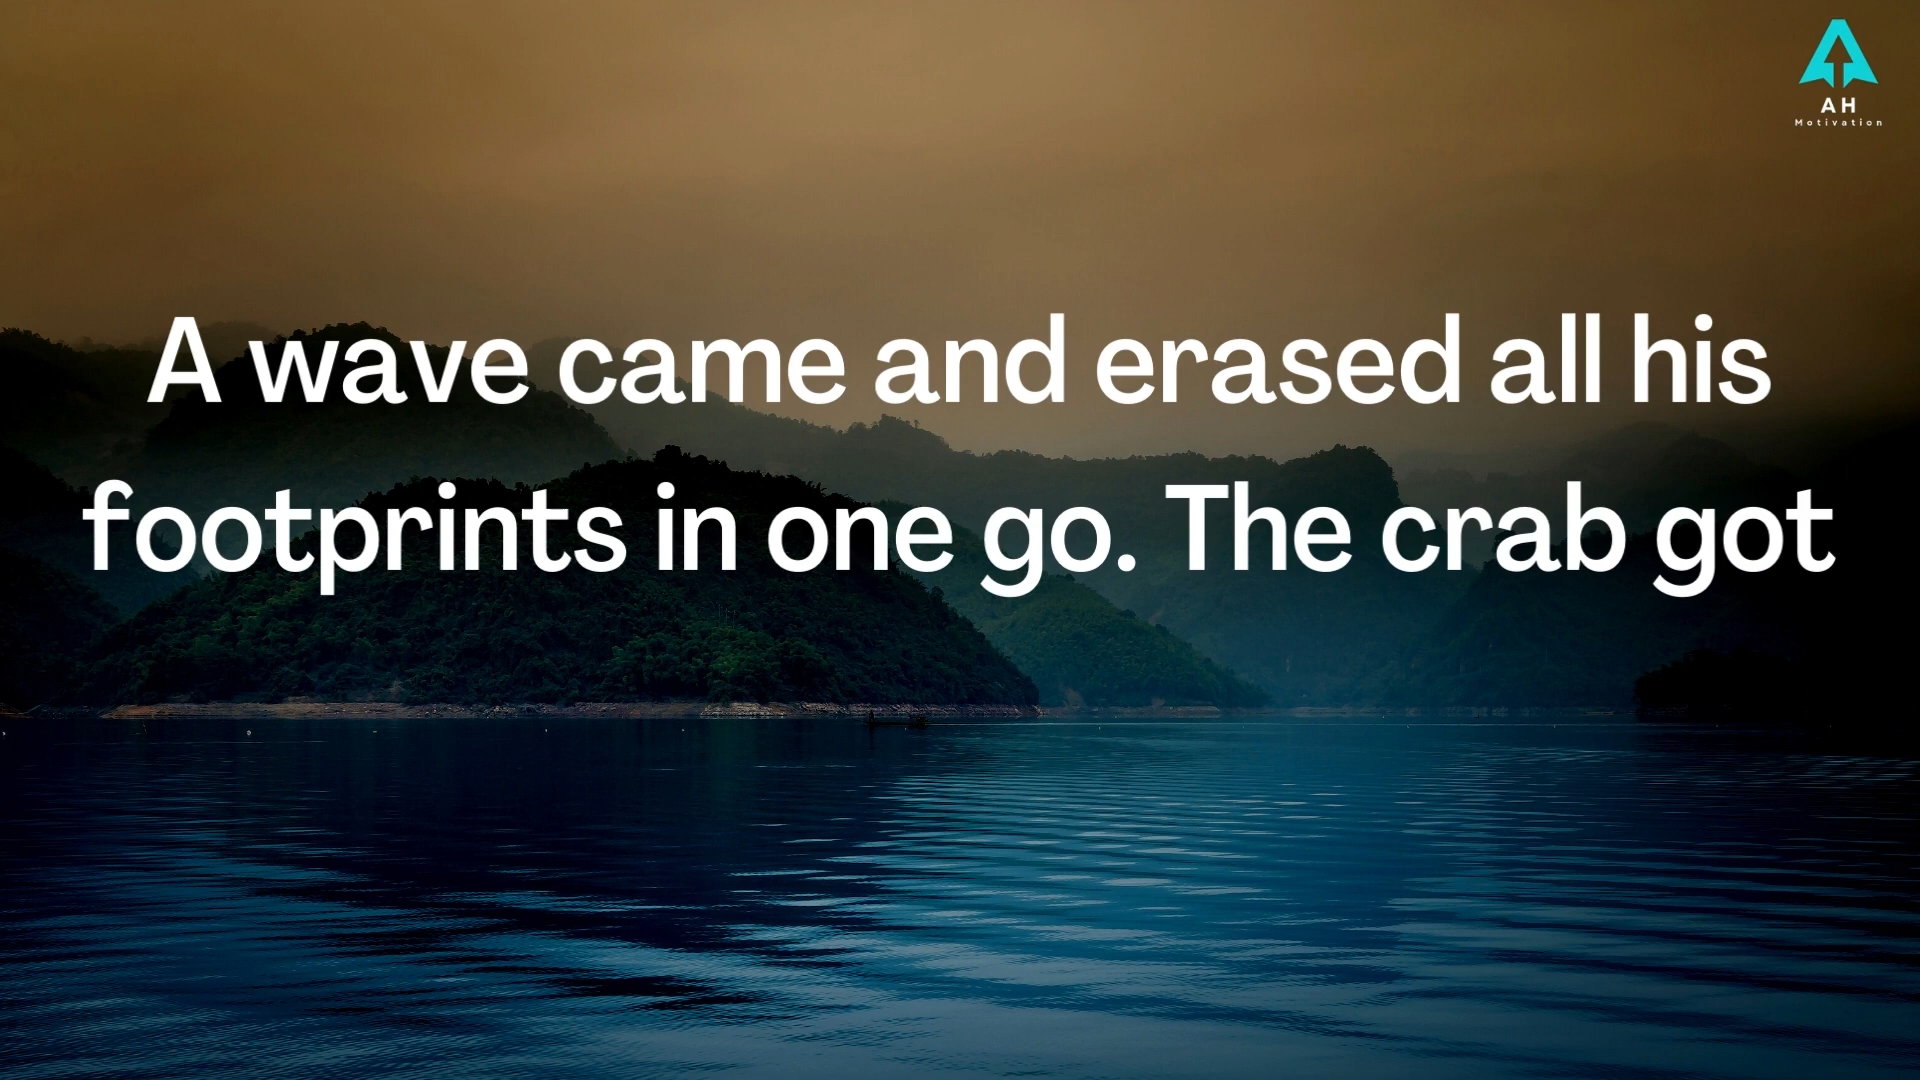 AH
Motivation
A wave came and erased all his
footprints in one go. The crab got